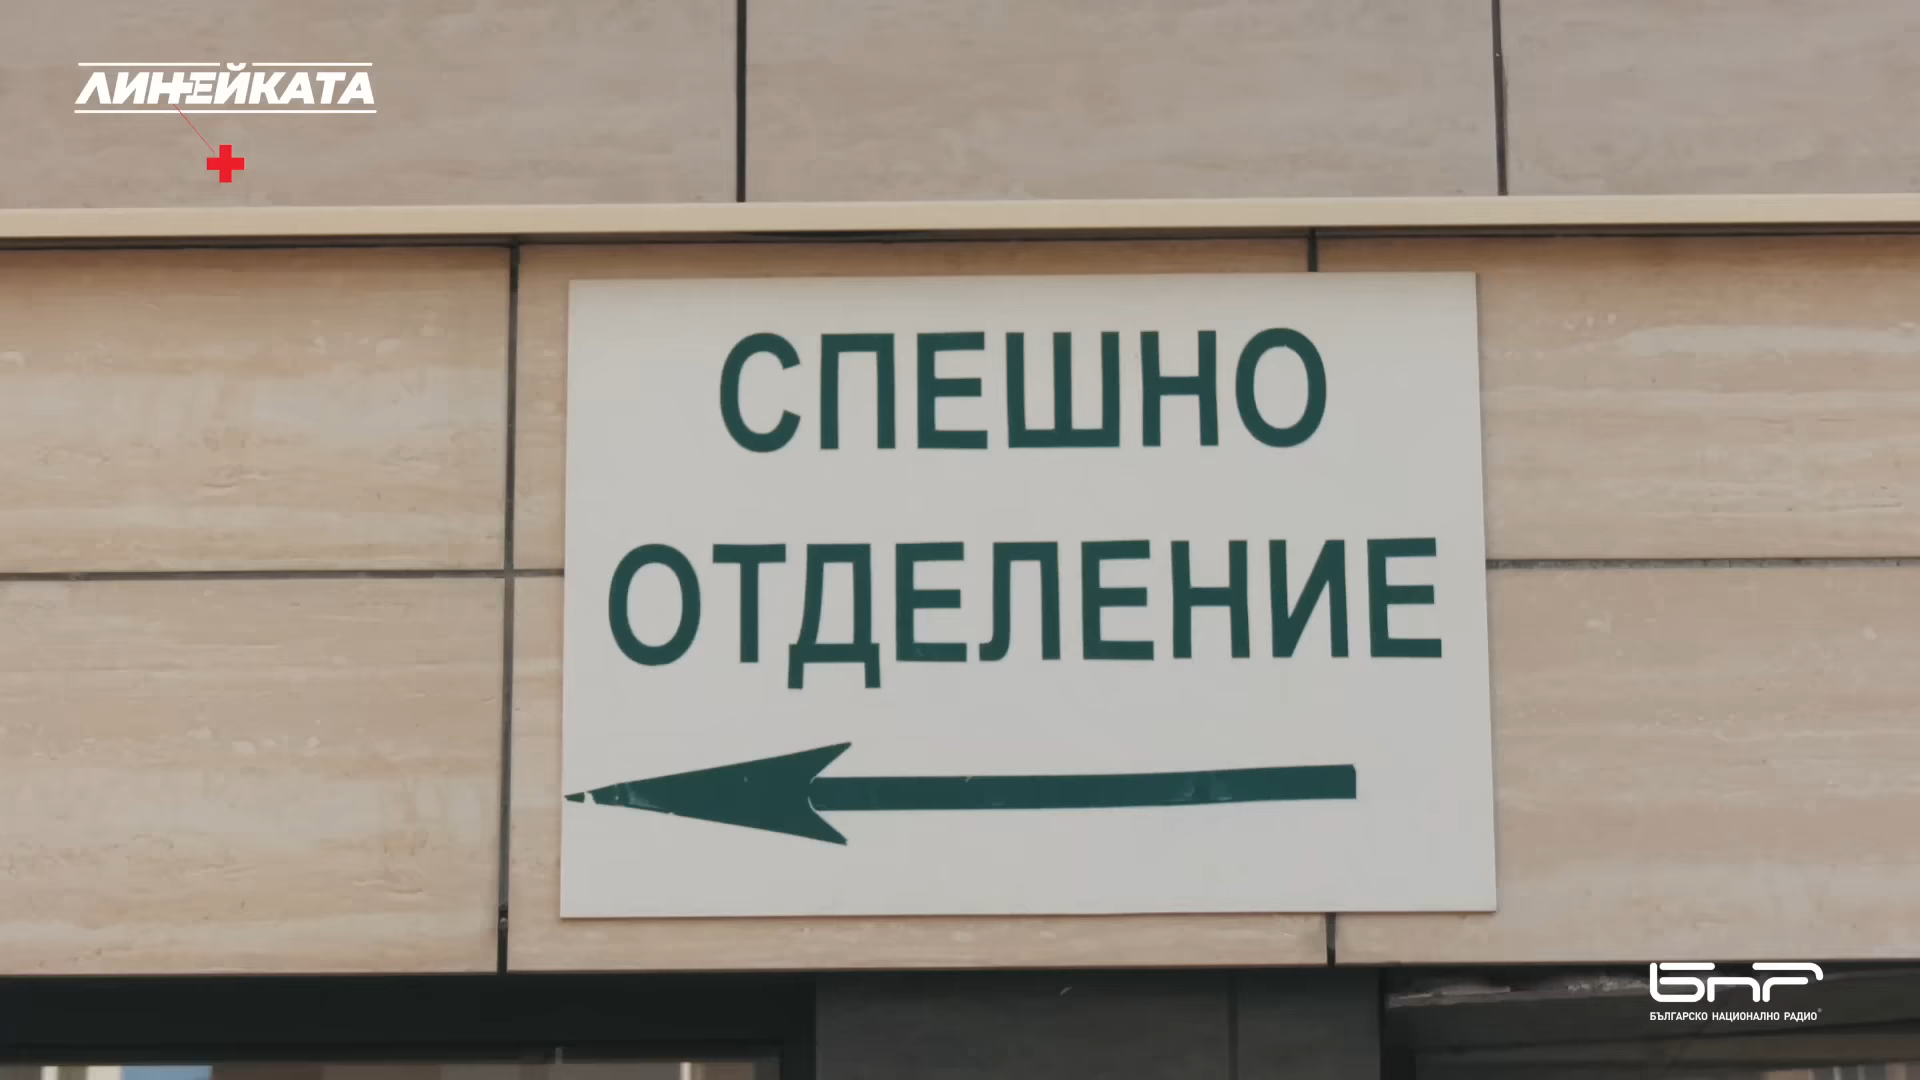 ЛИНЕЙКАТА
СПЕШНО
ОТДЕЛЕНИЕ
БНР
БЪЛГАРСКО НАЦИОНАЛНО РАДИО